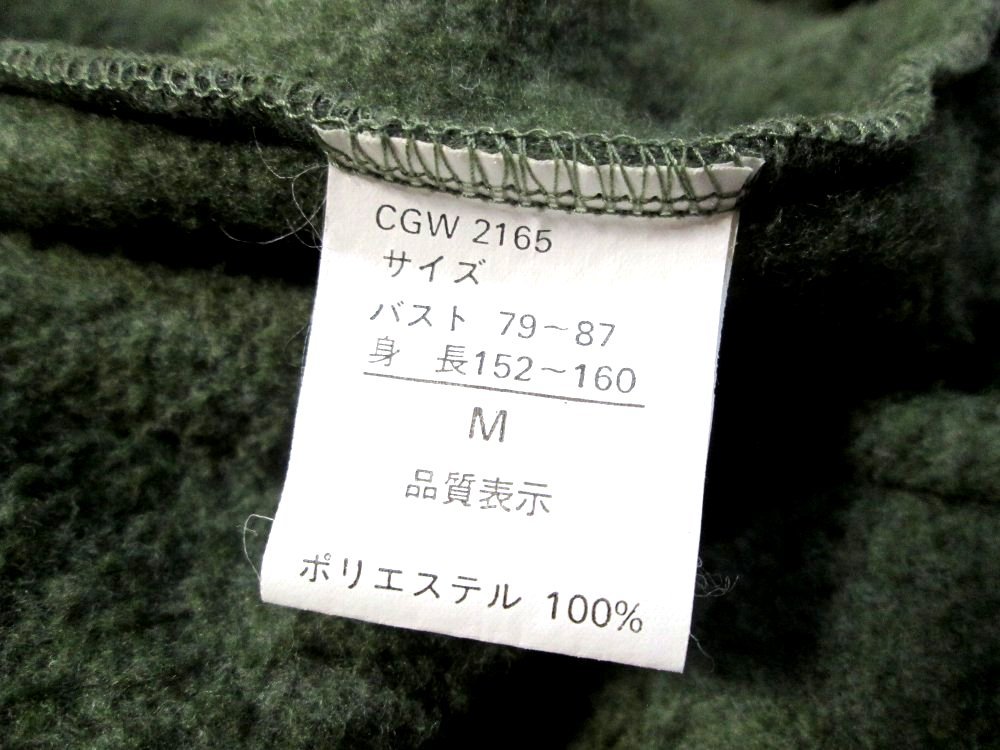 CGW 2165
サイズ
バスト 79～87
身　長152～160
M
品質表示
ポリエステル 100%